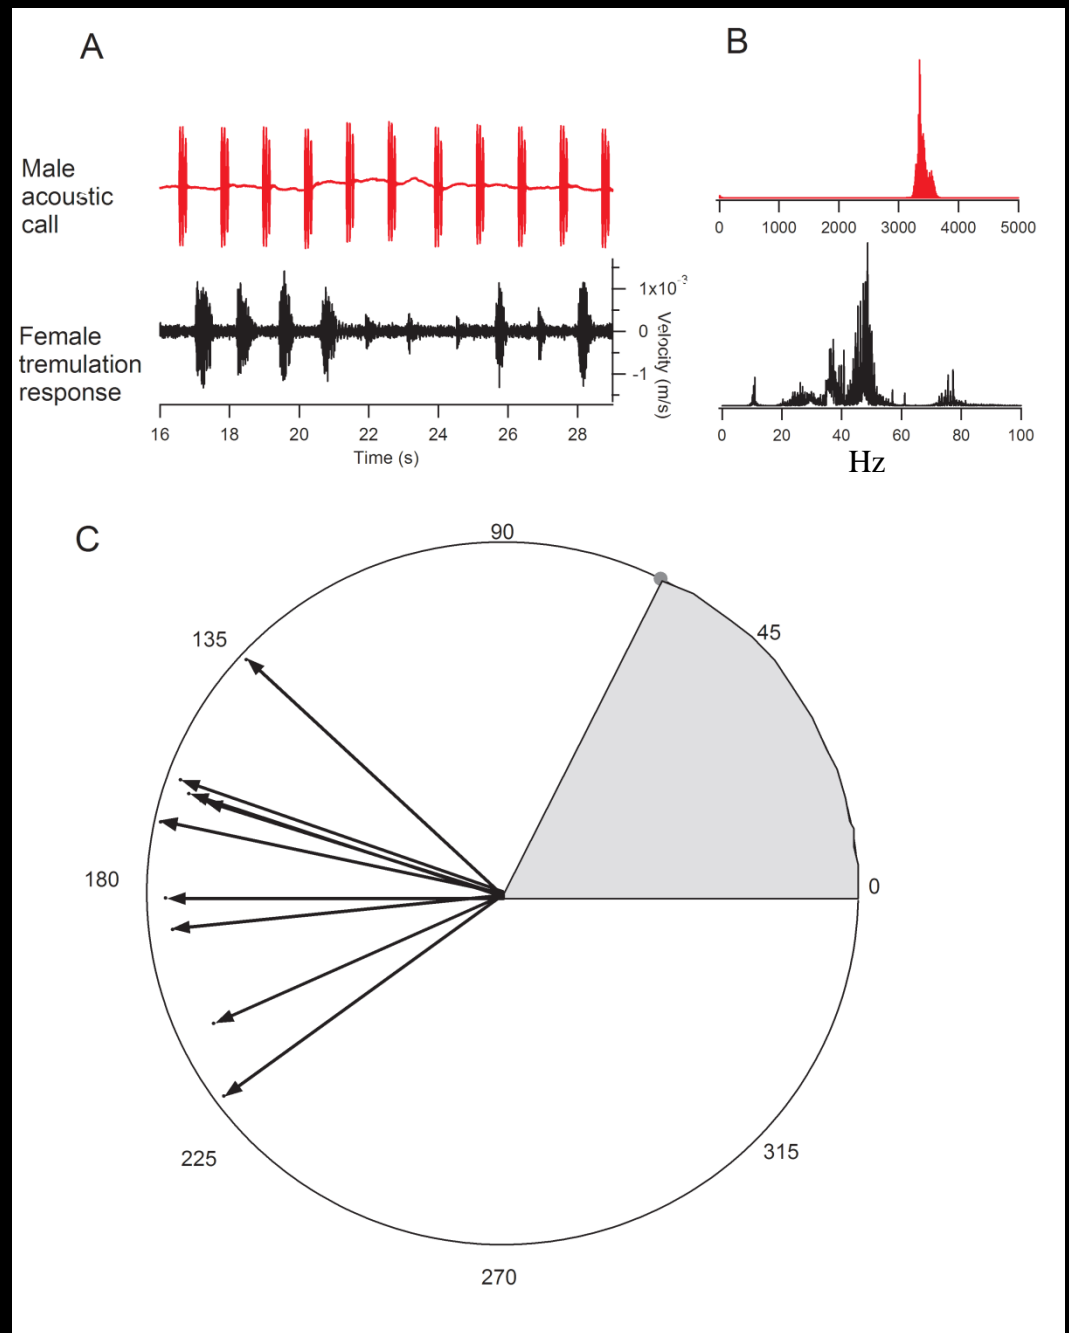 A
B
Male
acoustic
call
0 1000 2000 3000 4000 5000
Female
tremulation
response
1x10⁻³
0
-1
Velocity (m/s)
16 18 20 22 24 26 28
Time (s)
0 20 40 60 80 100
Hz
C
90
135
45
180
0
225
315
270